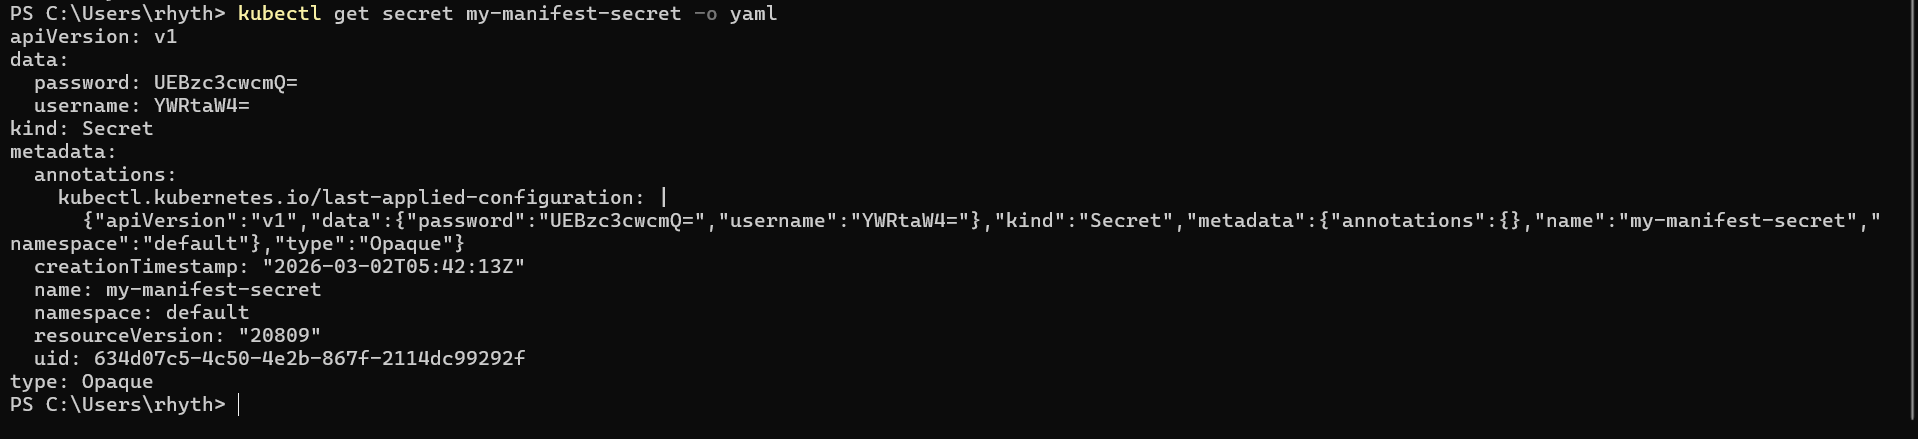 PS C:\Users\rhyth> kubectl get secret my-manifest-secret -o yaml
apiVersion: v1
data:
  password: UEBzc3cwcmQ=
  username: YWRtaW4=
kind: Secret
metadata:
  annotations:
    kubectl.kubernetes.io/last-applied-configuration: |
      {"apiVersion":"v1","data":{"password":"UEBzc3cwcmQ=","username":"YWRtaW4="},"kind":"Secret","metadata":{"annotations":{},"name":"my-manifest-secret","
namespace":"default"},"type":"Opaque"}
  creationTimestamp: "2026-03-02T05:42:13Z"
  name: my-manifest-secret
  namespace: default
  resourceVersion: "20809"
  uid: 634d07c5-4c50-4e2b-867f-2114dc99292f
type: Opaque
PS C:\Users\rhyth>